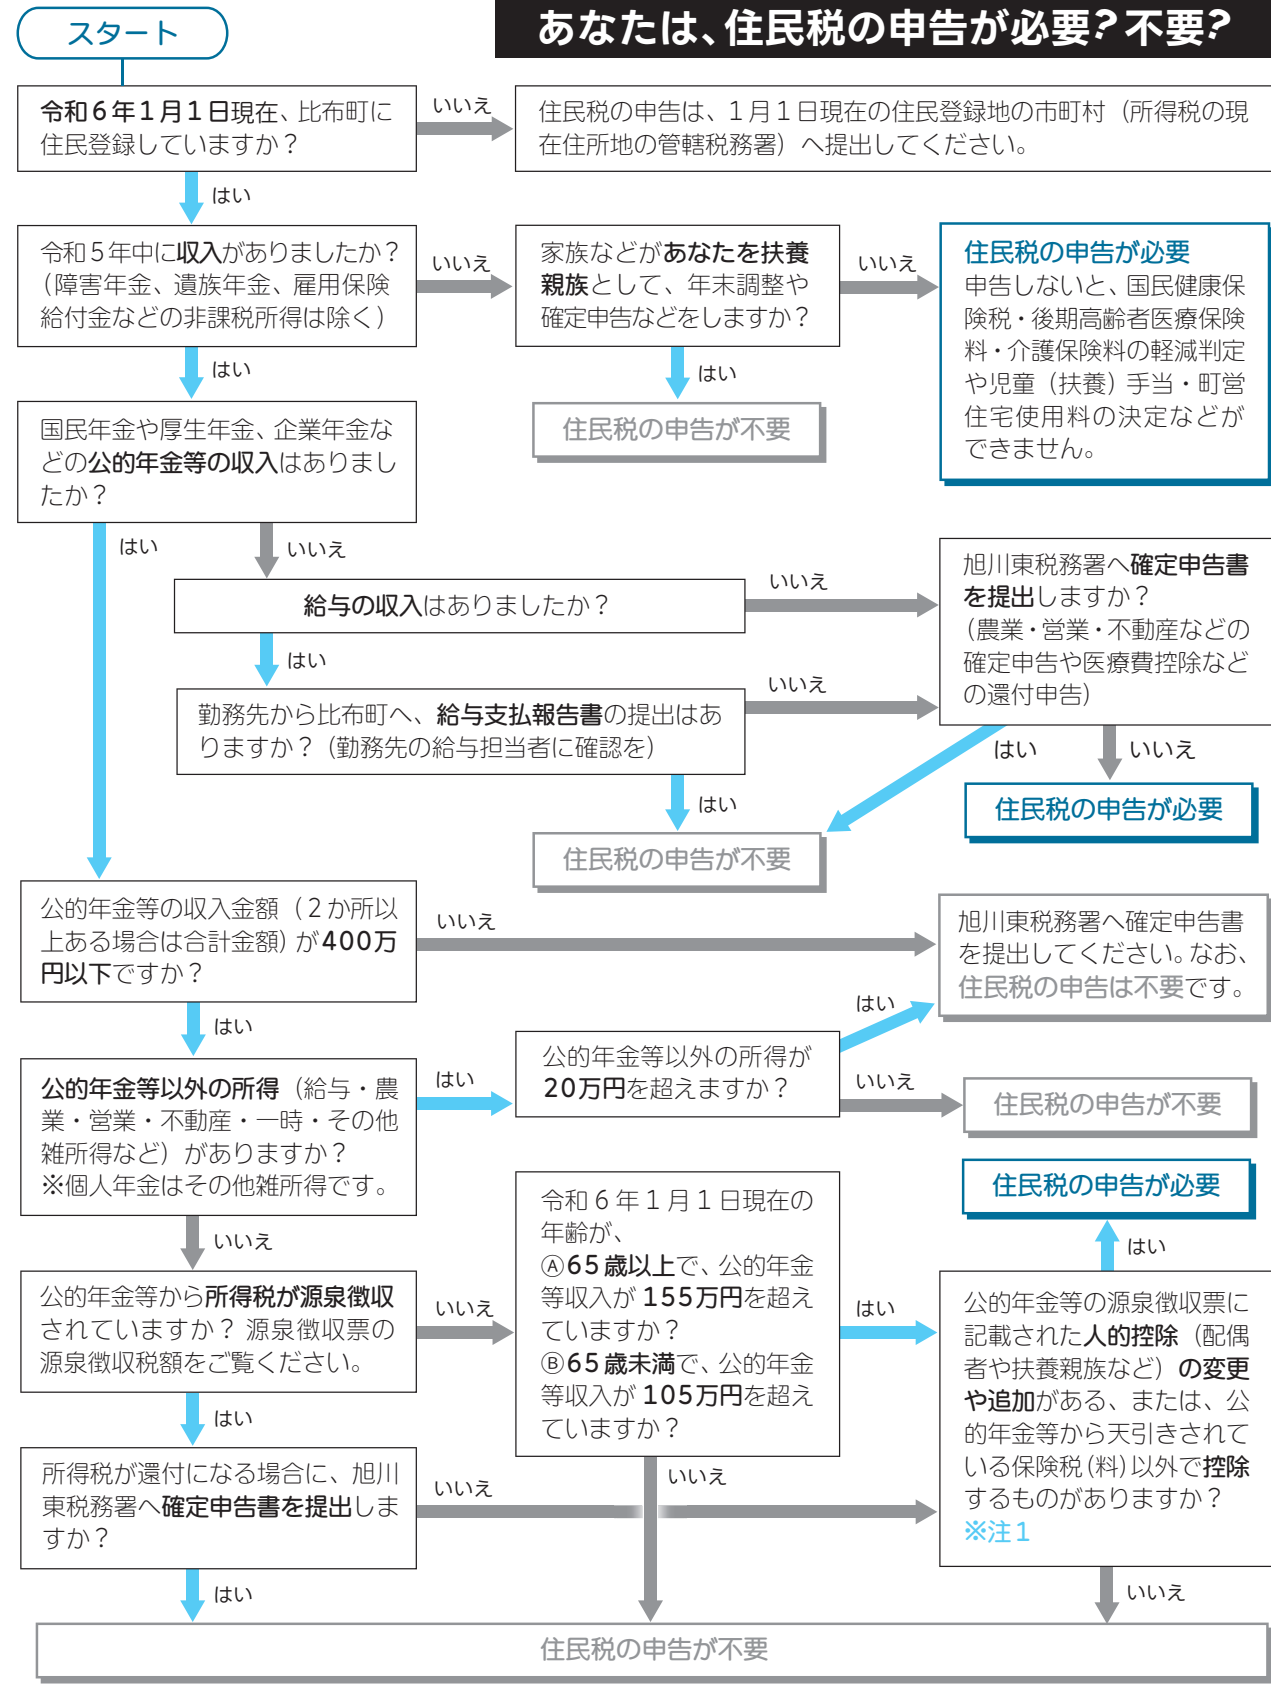 スタート
あなたは、住民税の申告が必要?不要?
令和6年1月1日現在、比布町に
住民登録していますか？
いいえ
住民税の申告は、1月1日現在の住民登録地の市町村（所得税の現
在住所地の管轄税務署）へ提出してください。
はい
令和5年中に収入がありましたか？
（障害年金、遺族年金、雇用保険
給付金などの非課税所得は除く）
いいえ
家族などがあなたを扶養
親族として、年末調整や
確定申告などをしますか？
いいえ
住民税の申告が必要
申告しないと、国民健康保
険税・後期高齢者医療保険
料・介護保険料の軽減判定
や児童（扶養）手当・町営
住宅使用料の決定などが
できません。
はい
はい
住民税の申告が不要
国民年金や厚生年金、企業年金な
どの公的年金等の収入はありまし
たか？
はい
いいえ
給与の収入はありましたか？
いいえ
旭川東税務署へ確定申告書
を提出しますか？
（農業・営業・不動産などの
確定申告や医療費控除など
の還付申告）
はい
勤務先から比布町へ、給与支払報告書の提出はあ
りますか？（勤務先の給与担当者に確認を）
いいえ
はい
いいえ
はい
住民税の申告が必要
住民税の申告が不要
公的年金等の収入金額（2か所以
上ある場合は合計金額）が400万
円以下ですか？
いいえ
旭川東税務署へ確定申告書
を提出してください。なお、
住民税の申告は不要です。
はい
公的年金等以外の所得（給与・農
業・営業・不動産・一時・その他
雑所得など）がありますか？
※個人年金はその他雑所得です。
はい
公的年金等以外の所得が
20万円を超えますか？
はい
いいえ
住民税の申告が不要
いいえ
公的年金等から所得税が源泉徴収
されていますか？ 源泉徴収票の
源泉徴収税額をご覧ください。
いいえ
令和6年1月1日現在の
年齢が、
Ⓐ65歳以上で、公的年金
等収入が155万円を超え
ていますか？
Ⓑ65歳未満で、公的年金
等収入が105万円を超え
ていますか？
はい
住民税の申告が必要
はい
公的年金等の源泉徴収票に
記載された人的控除（配偶
者や扶養親族など）の変更
や追加がある、または、公
的年金等から天引きされて
いる保険税（料）以外で控除
するものがありますか？
※注1
はい
所得税が還付になる場合に、旭川
東税務署へ確定申告書を提出しま
すか？
いいえ
いいえ
はい
いいえ
住民税の申告が不要